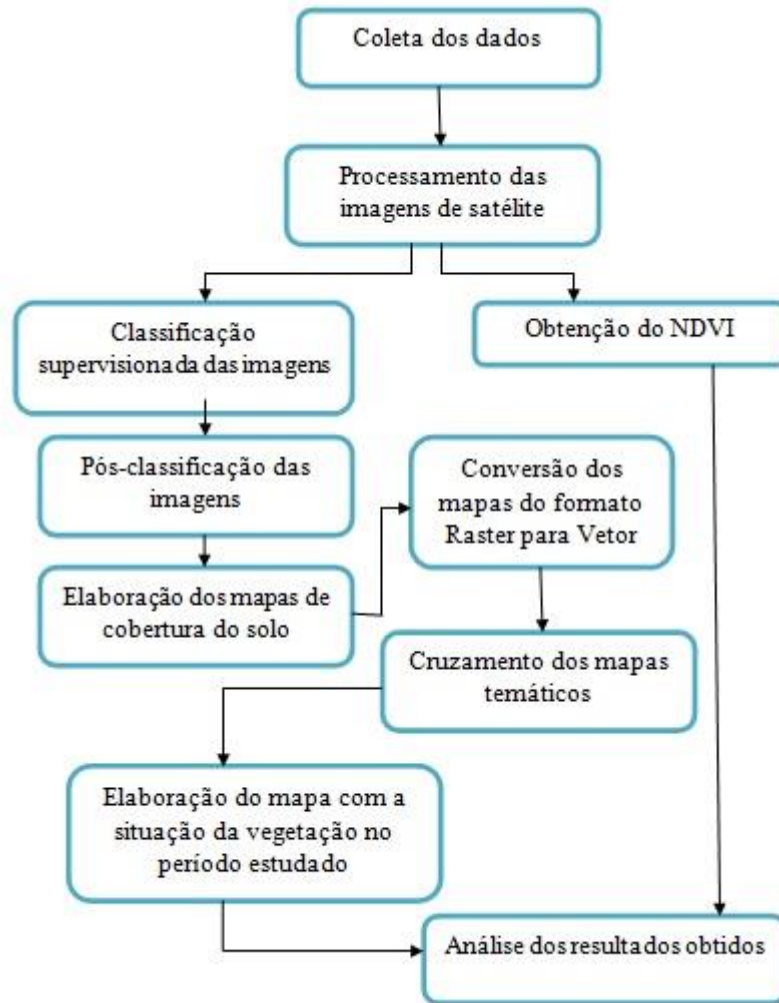 Coleta dos dados
Processamento das
imagens de satélite
Classificação
supervisionada das imagens
Obtenção do NDVI
Pós-classificação das
imagens
Conversão dos
mapas do formato
Raster para Vetor
Elaboração dos mapas de
cobertura do solo
Cruzamento dos mapas
temáticos
Elaboração do mapa com a
situação da vegetação no
período estudado
Análise dos resultados obtidos